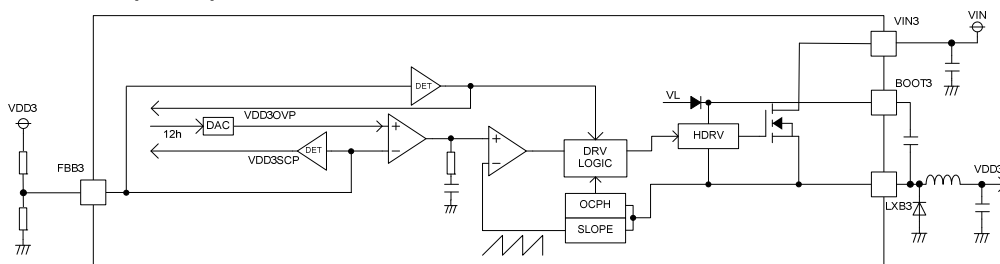 VIN3
VIN
BOOT3
VDD3
FBB3
DET
VDD3OVP
DAC
12h
DET
VDD3SCP
+
−
+
−
DRV
LOGIC
VL
HDRV
OCPH
SLOPE
LXB3
VDD3